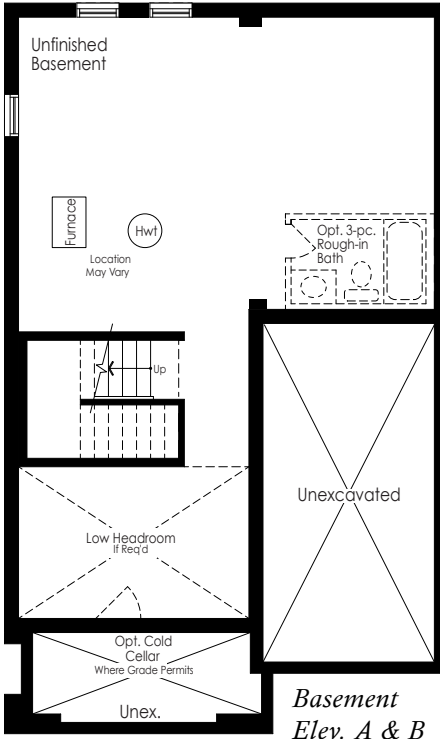 Unfinished
Basement
Furnace
Hwt
Location
May Vary
Opt. 3-pc.
Rough-in
Bath
Up
Unexcavated
Low Headroom
If Req'd
Opt. Cold
Cellar
Where Grade Permits
Unex.
Basement
Elev. A & B